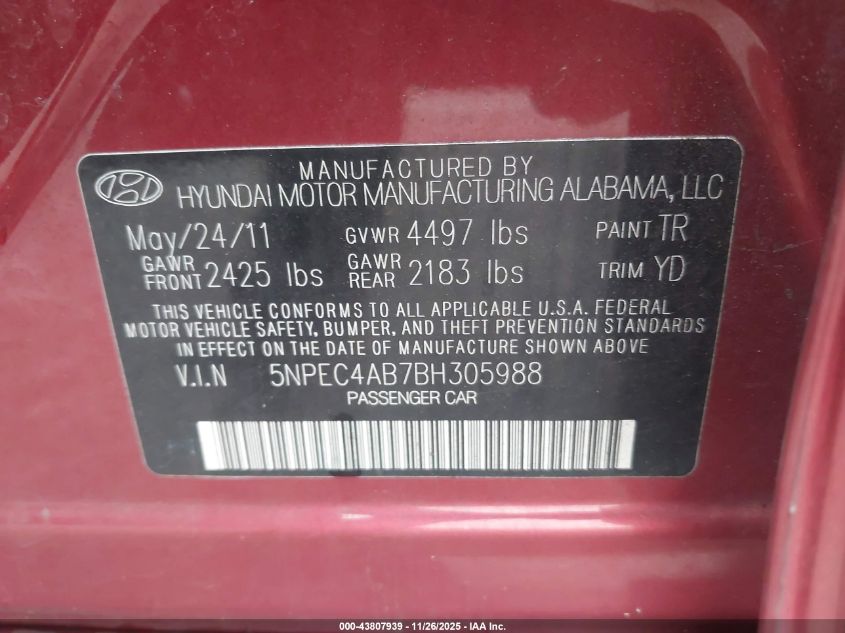 MANUFACTURED BY
HYUNDAI MOTOR MANUFACTURING ALABAMA, LLC
May/24/11 GVWR 4497 lbs PAINT TR
GAWR FRONT 2425 lbs GAWR REAR 2183 lbs TRIM YD
THIS VEHICLE CONFORMS TO ALL APPLICABLE U.S.A. FEDERAL
MOTOR VEHICLE SAFETY, BUMPER, AND THEFT PREVENTION STANDARDS
IN EFFECT ON THE DATE OF MANUFACTURE SHOWN ABOVE
V.I.N 5NPEC4AB7BH305988
PASSENGER CAR
000-43807939 - 11/26/2025 - IAA Inc.